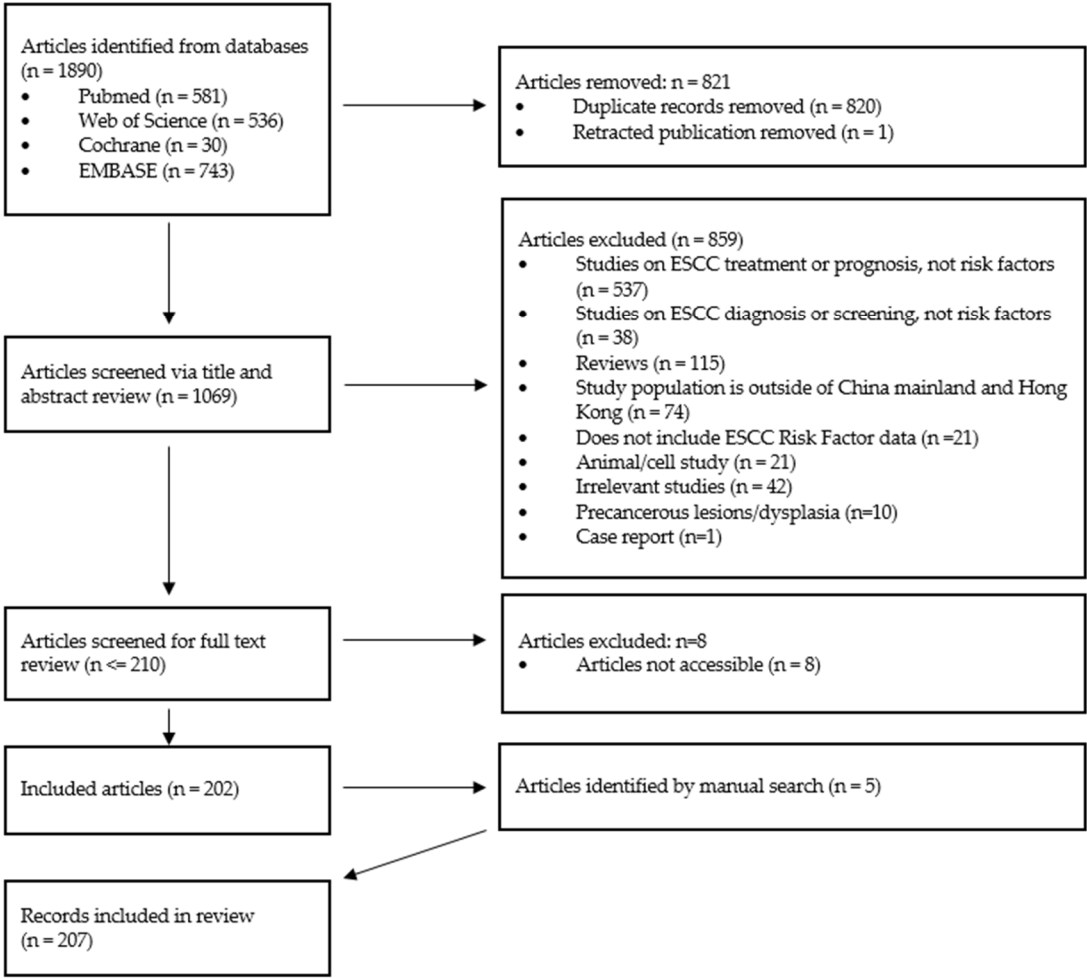 Articles identified from databases
(n = 1890)
• Pubmed (n = 581)
• Web of Science (n = 536)
• Cochrane (n = 30)
• EMBASE (n = 743)
Articles removed: n = 821
• Duplicate records removed (n = 820)
• Retracted publication removed (n = 1)
Articles screened via title and
abstract review (n = 1069)
Articles excluded (n = 859)
• Studies on ESCC treatment or prognosis, not risk factors
(n = 537)
• Studies on ESCC diagnosis or screening, not risk factors
(n = 38)
• Reviews (n = 115)
• Study population is outside of China mainland and Hong
Kong (n = 74)
• Does not include ESCC Risk Factor data (n =21)
• Animal/cell study (n = 21)
• Irrelevant studies (n = 42)
• Precancerous lesions/dysplasia (n=10)
• Case report (n=1)
Articles screened for full text
review (n <= 210)
Articles excluded: n=8
• Articles not accessible (n = 8)
Included articles (n = 202)
Articles identified by manual search (n = 5)
Records included in review
(n = 207)